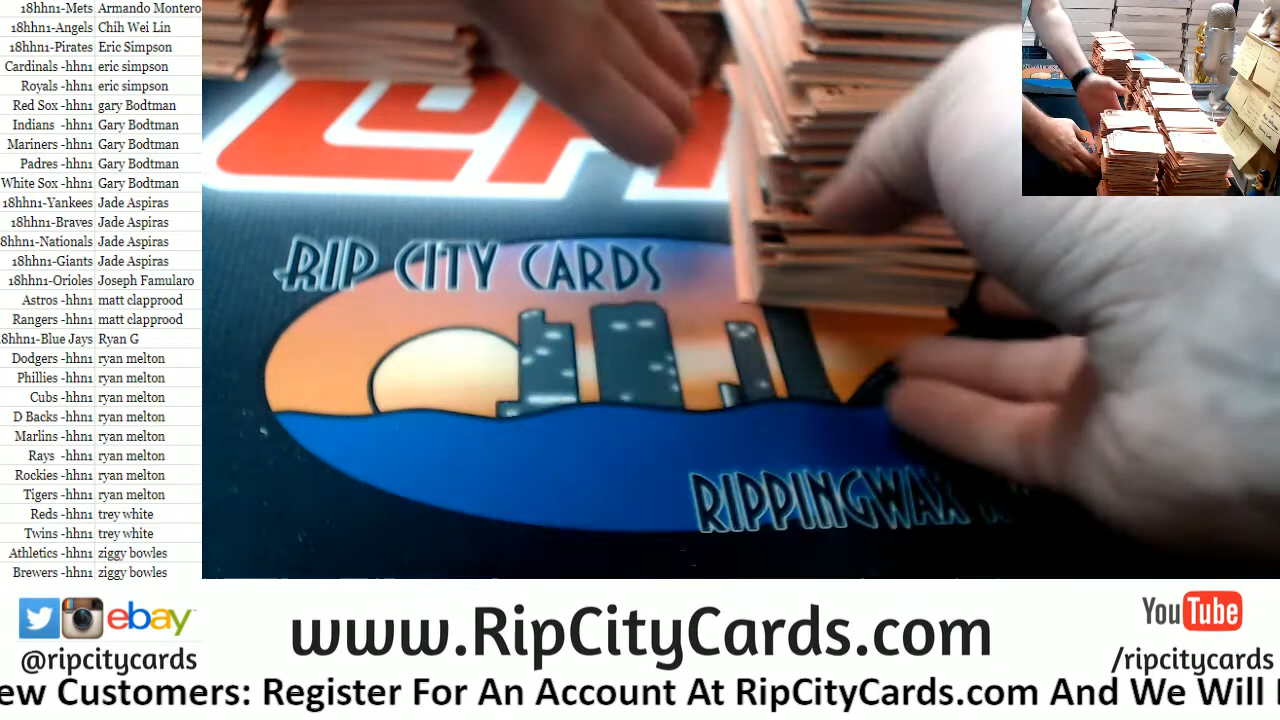 18hhn1-Mets Armando Montero
18hhn1-Angels Chih Wei Lin
18hhn1-Pirates Eric Simpson
Cardinals -hhn1 eric simpson
Royals -hhn1 eric simpson
Red Sox -hhn1 gary Bodtman
Indians -hhn1 Gary Bodtman
Mariners -hhn1 Gary Bodtman
Padres -hhn1 Gary Bodtman
White Sox -hhn1 Gary Bodtman
18hhn1-Yankees Jade Aspiras
18hhn1-Braves Jade Aspiras
8hhn1-Nationals Jade Aspiras
18hhn1-Giants Jade Aspiras
18hhn1-Orioles Joseph Famularo
Astros -hhn1 matt clapprood
Rangers -hhn1 matt clapprood
8hhn1-Blue Jays Ryan G
Dodgers -hhn1 ryan melton
Phillies -hhn1 ryan melton
Cubs -hhn1 ryan melton
D Backs -hhn1 ryan melton
Marlins -hhn1 ryan melton
Rays -hhn1 ryan melton
Rockies -hhn1 ryan melton
Tigers -hhn1 ryan melton
Reds -hhn1 trey white
Twins -hhn1 trey white
Athletics -hhn1 ziggy bowles
Brewers -hhn1 ziggy bowles
RIP CITY CARDS
RIPPINGWAX
ebay
@ripcitycards
www.RipCityCards.com
YouTube
/ripcitycards
ew Customers: Register For An Account At RipCityCards.com And We Will